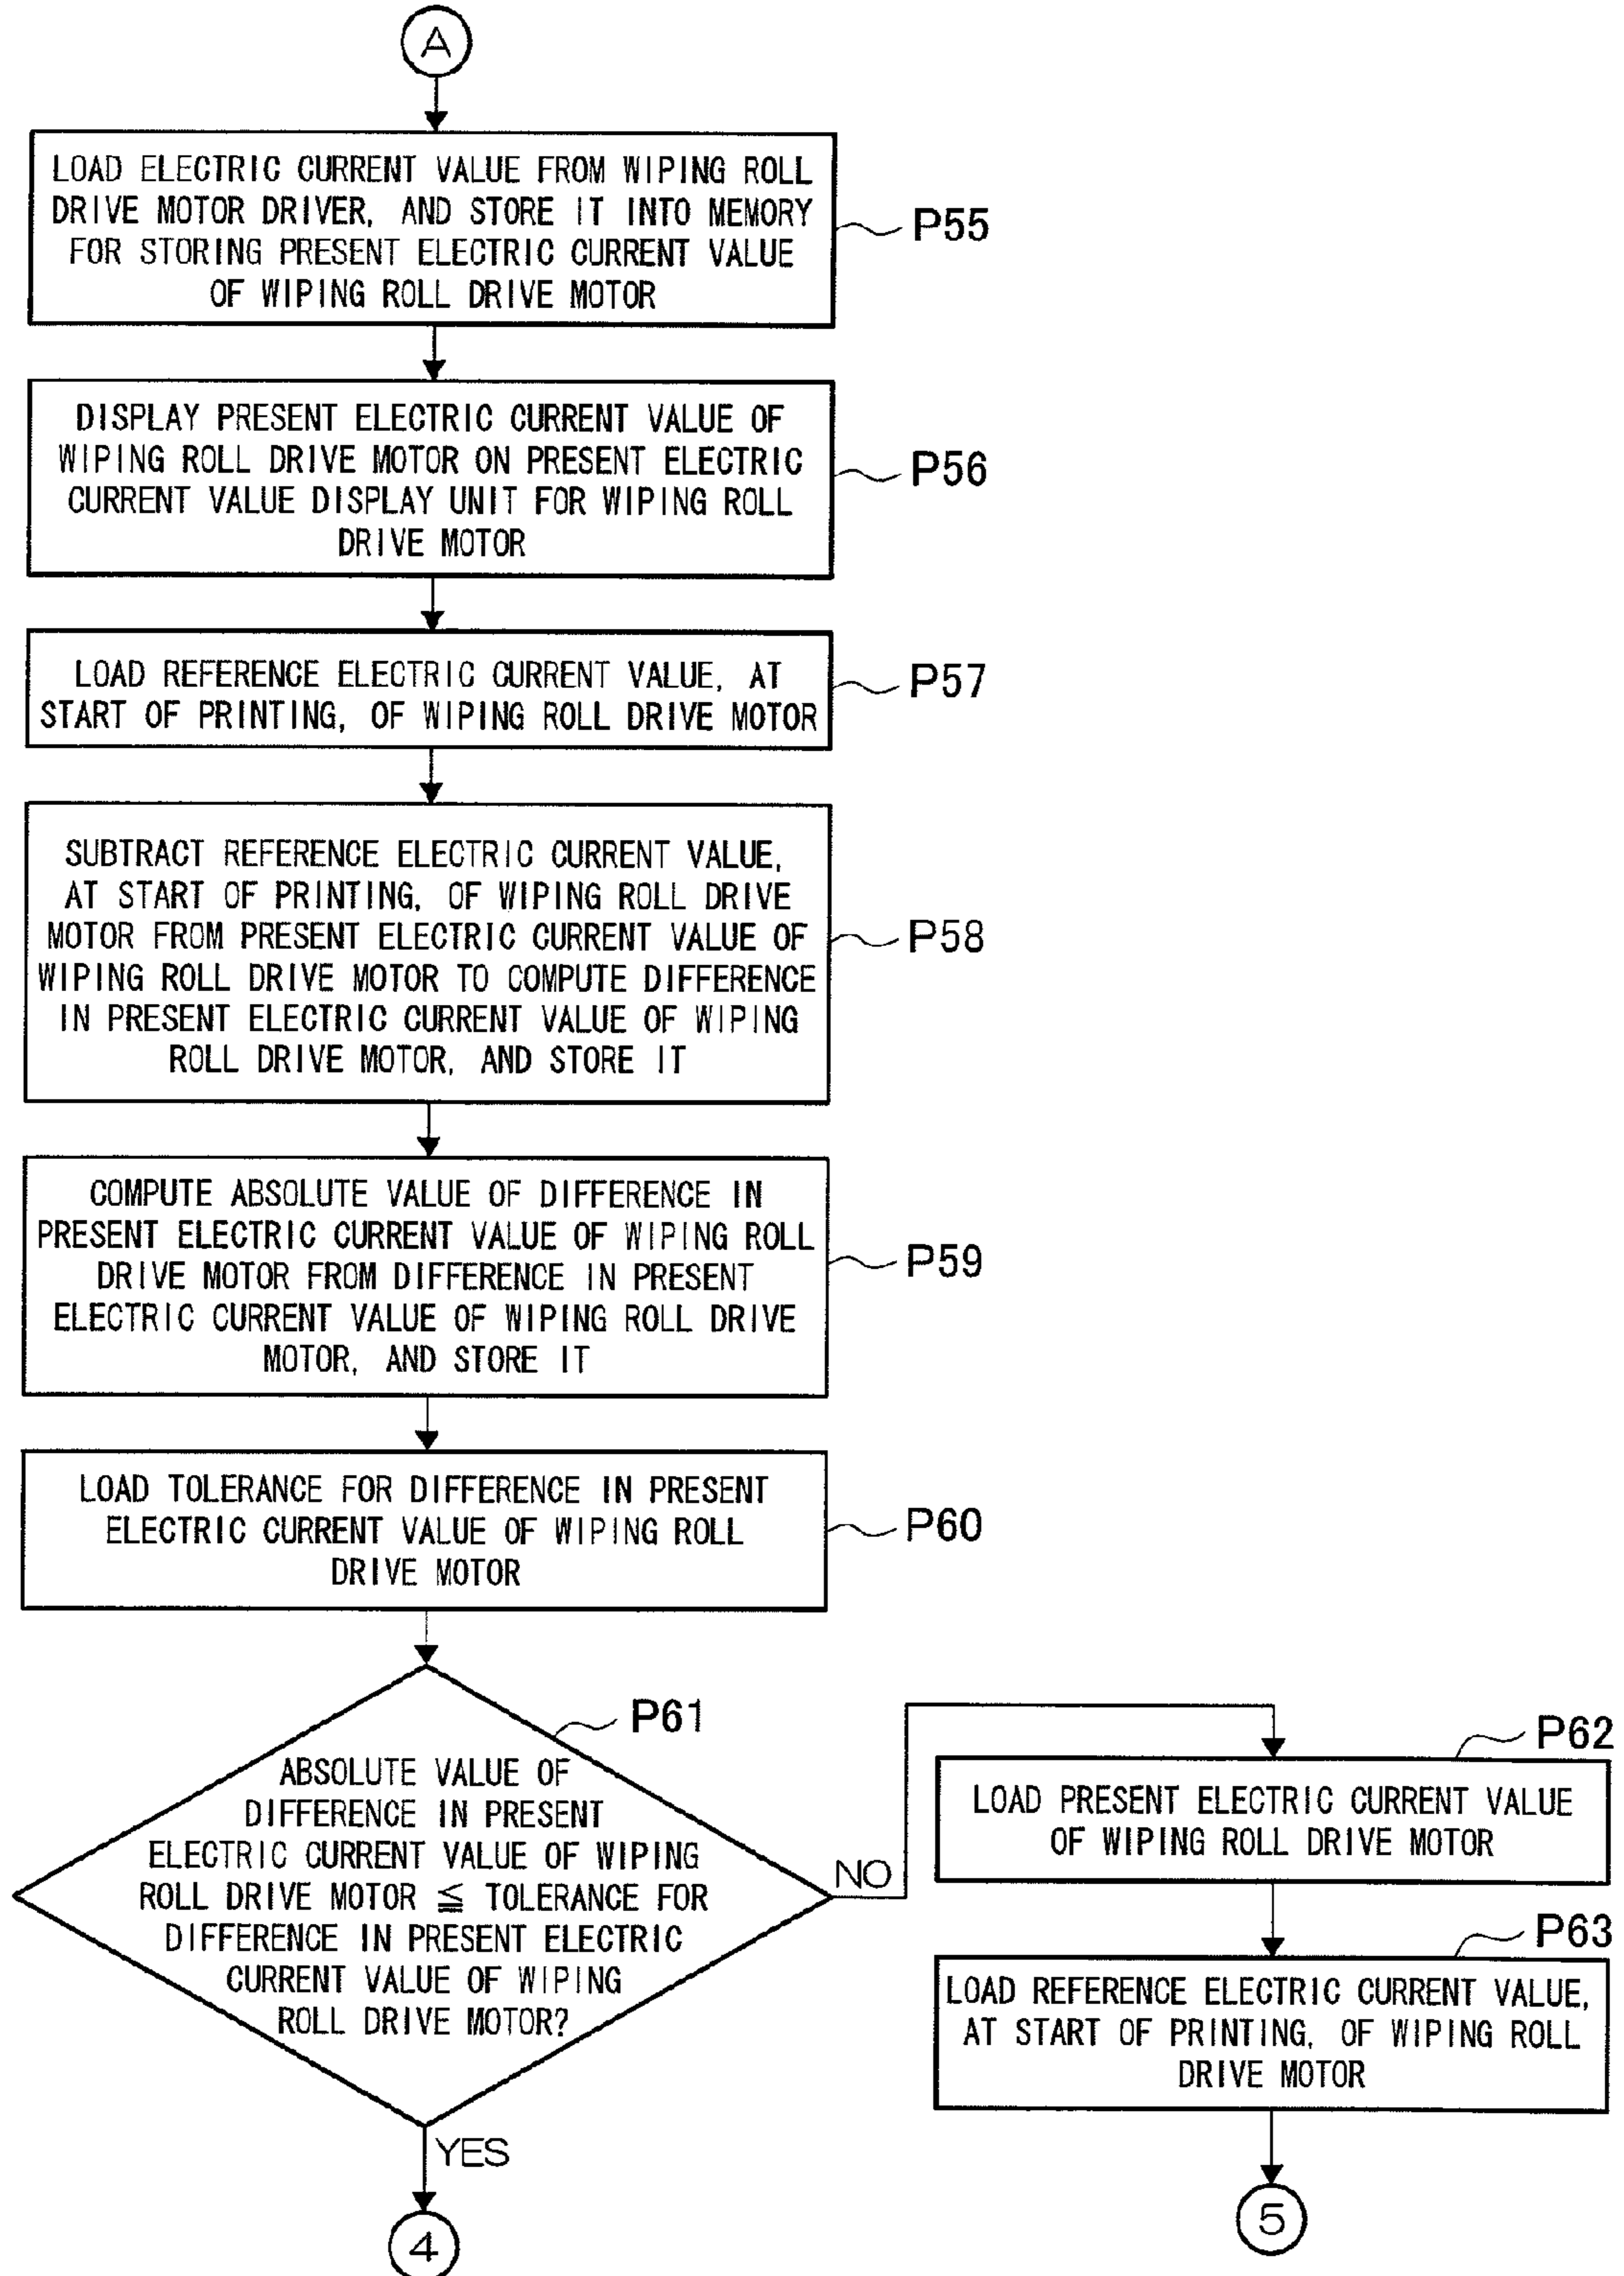 A
LOAD ELECTRIC CURRENT VALUE FROM WIPING ROLL
DRIVE MOTOR DRIVER, AND STORE IT INTO MEMORY
FOR STORING PRESENT ELECTRIC CURRENT VALUE
OF WIPING ROLL DRIVE MOTOR
P55
DISPLAY PRESENT ELECTRIC CURRENT VALUE OF
WIPING ROLL DRIVE MOTOR ON PRESENT ELECTRIC
CURRENT VALUE DISPLAY UNIT FOR WIPING ROLL
DRIVE MOTOR
P56
LOAD REFERENCE ELECTRIC CURRENT VALUE, AT
START OF PRINTING, OF WIPING ROLL DRIVE MOTOR
P57
SUBTRACT REFERENCE ELECTRIC CURRENT VALUE,
AT START OF PRINTING, OF WIPING ROLL DRIVE
MOTOR FROM PRESENT ELECTRIC CURRENT VALUE OF
WIPING ROLL DRIVE MOTOR TO COMPUTE DIFFERENCE
IN PRESENT ELECTRIC CURRENT VALUE OF WIPING
ROLL DRIVE MOTOR, AND STORE IT
P58
COMPUTE ABSOLUTE VALUE OF DIFFERENCE IN
PRESENT ELECTRIC CURRENT VALUE OF WIPING ROLL
DRIVE MOTOR FROM DIFFERENCE IN PRESENT
ELECTRIC CURRENT VALUE OF WIPING ROLL DRIVE
MOTOR, AND STORE IT
P59
LOAD TOLERANCE FOR DIFFERENCE IN PRESENT
ELECTRIC CURRENT VALUE OF WIPING ROLL
DRIVE MOTOR
P60
P61
ABSOLUTE VALUE OF
DIFFERENCE IN PRESENT
ELECTRIC CURRENT VALUE OF WIPING
ROLL DRIVE MOTOR ≦ TOLERANCE FOR
DIFFERENCE IN PRESENT ELECTRIC
CURRENT VALUE OF WIPING
ROLL DRIVE MOTOR?
NO
YES
4
P62
LOAD PRESENT ELECTRIC CURRENT VALUE
OF WIPING ROLL DRIVE MOTOR
P63
LOAD REFERENCE ELECTRIC CURRENT VALUE,
AT START OF PRINTING, OF WIPING ROLL
DRIVE MOTOR
5